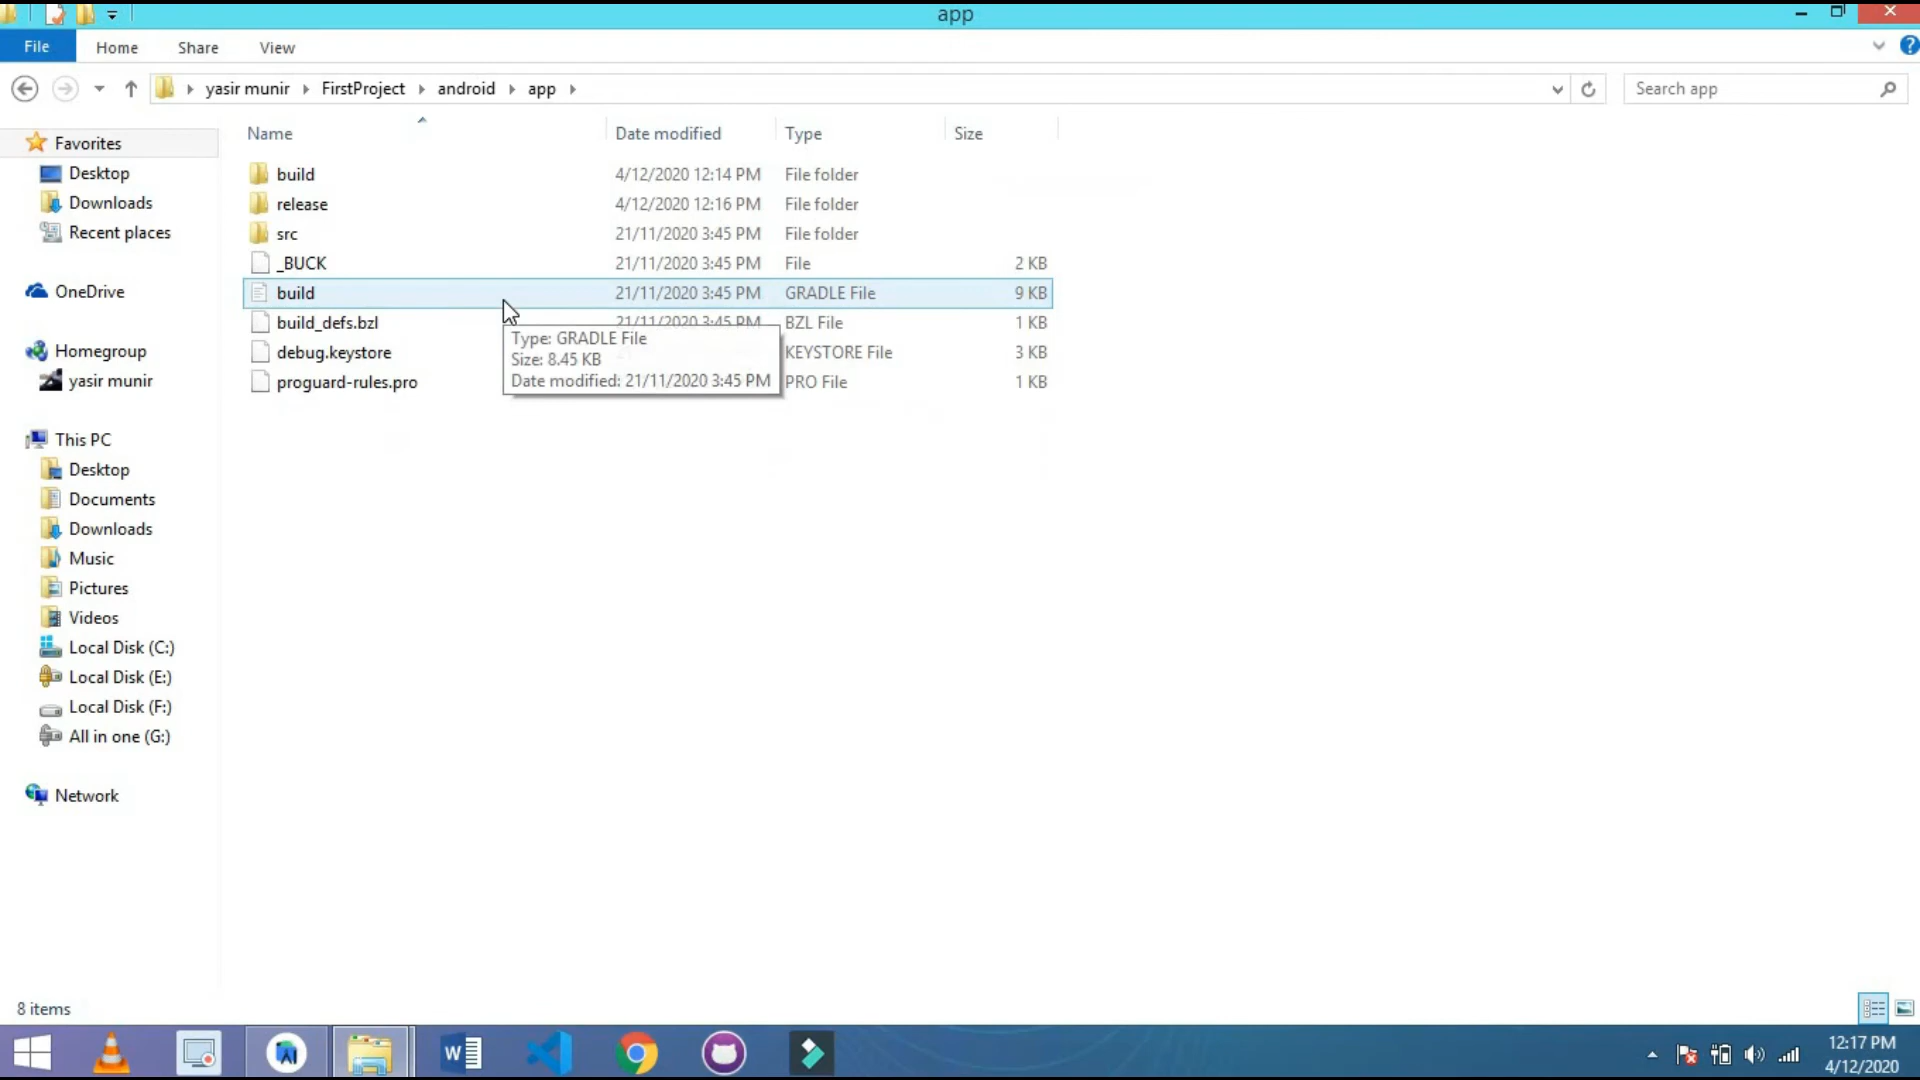 app
File Home Share View
yasir munir FirstProject android app
Search app
Name Date modified Type Size
Favorites
Desktop
Downloads
Recent places
OneDrive
Homegroup
yasir munir
This PC
Desktop
Documents
Downloads
Music
Pictures
Videos
Local Disk (C:)
Local Disk (E:)
Local Disk (F:)
All in one (G:)
Network
build 4/12/2020 12:14 PM File folder
release 4/12/2020 12:16 PM File folder
src 21/11/2020 3:45 PM File folder
_BUCK 21/11/2020 3:45 PM File 2 KB
build 21/11/2020 3:45 PM GRADLE File 9 KB
build_defs.bzl 21/11/2020 3:45 PM BZL File 1 KB
debug.keystore KEYSTORE File 3 KB
proguard-rules.pro PRO File 1 KB
Type: GRADLE File
Size: 8.45 KB
Date modified: 21/11/2020 3:45 PM
8 items
12:17 PM
4/12/2020